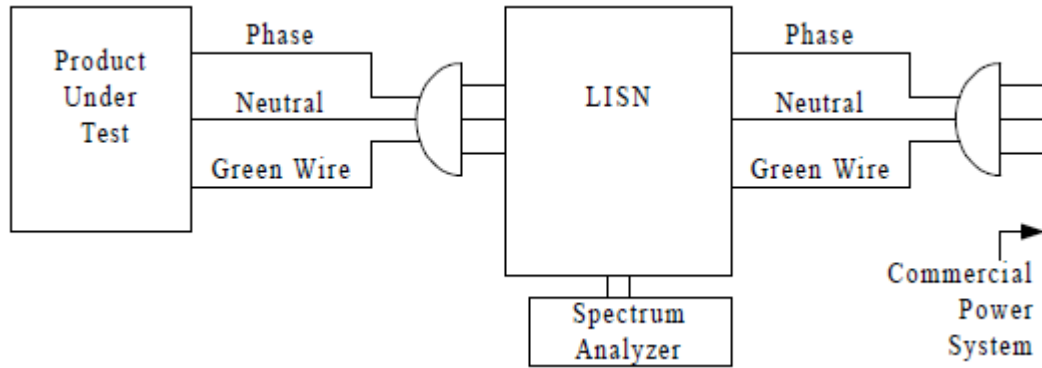 Product
Under
Test
Phase
Neutral
Green Wire
LISN
Phase
Neutral
Green Wire
Spectrum
Analyzer
Commercial
Power
System